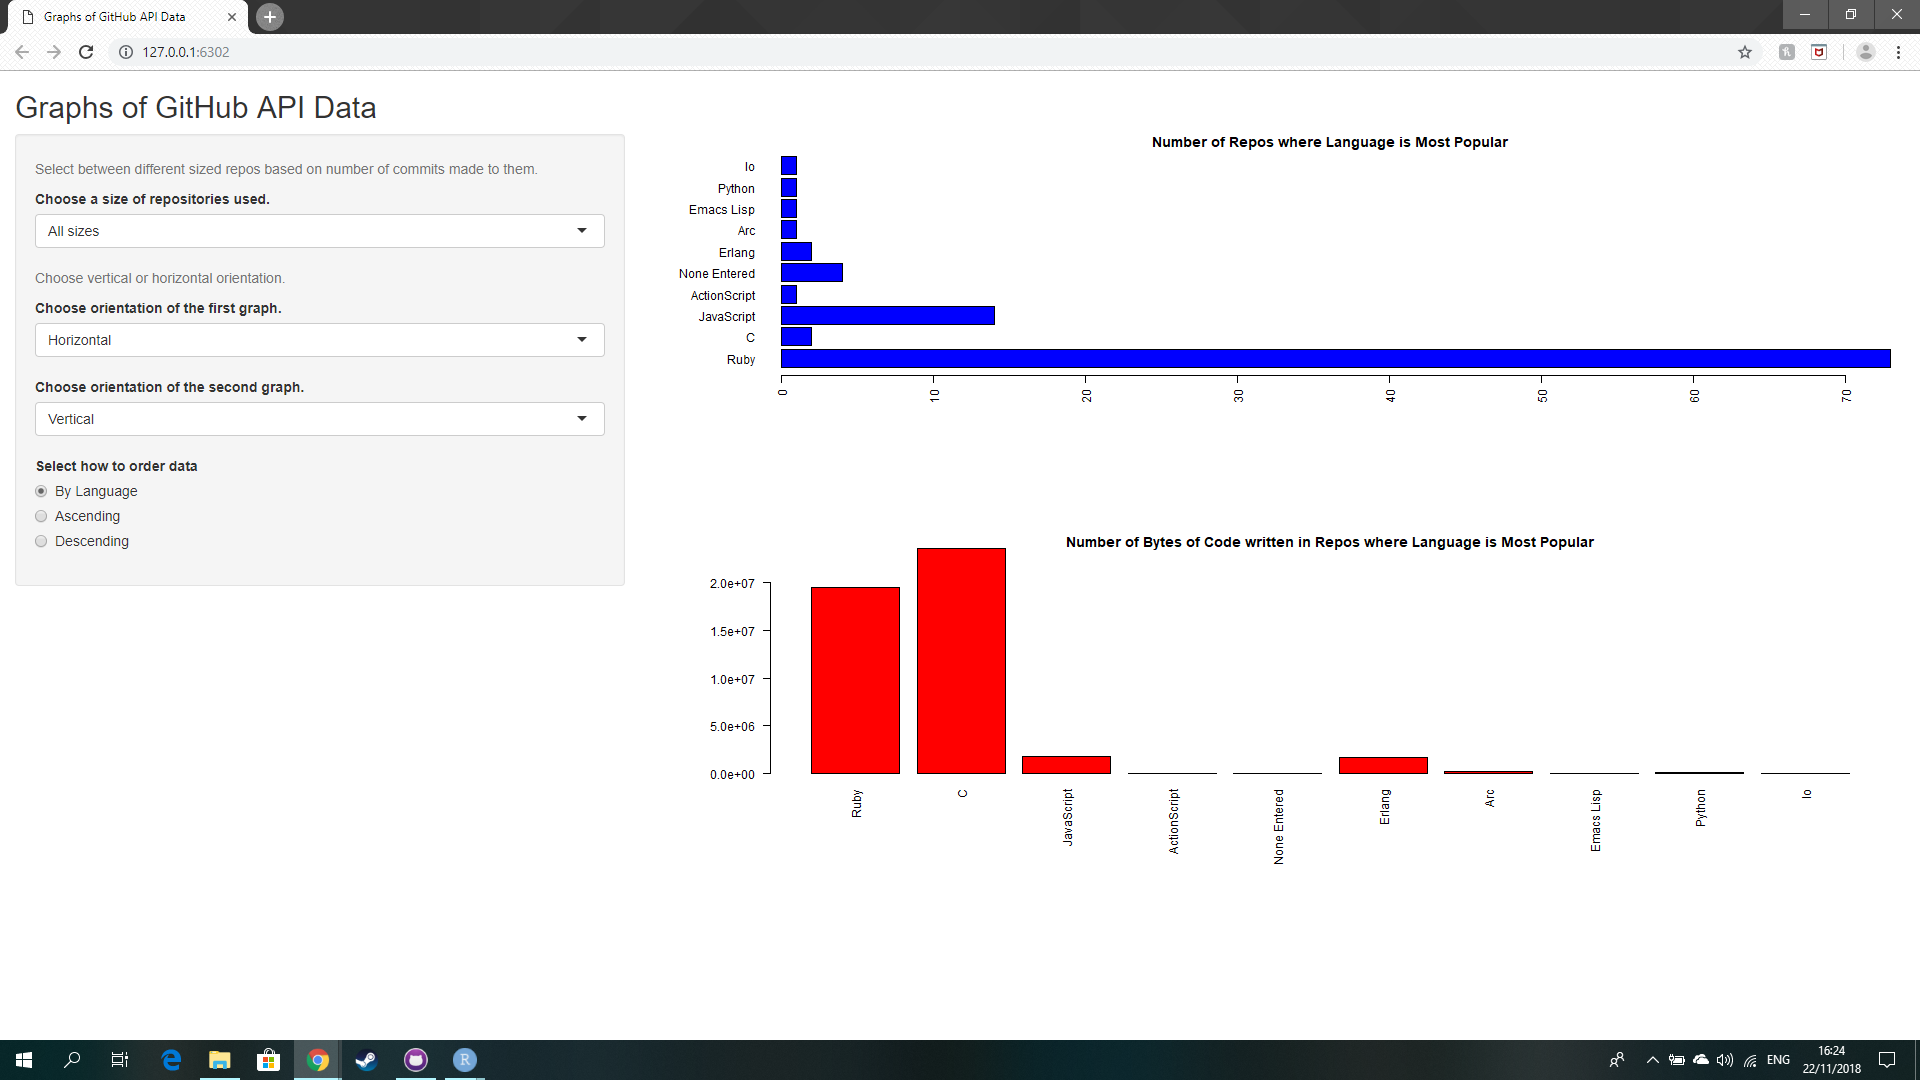 Graphs of GitHub API Data
127.0.0.1:6302
Graphs of GitHub API Data
Select between different sized repos based on number of commits made to them.
Choose a size of repositories used.
All sizes
Choose vertical or horizontal orientation.
Choose orientation of the first graph.
Horizontal
Choose orientation of the second graph.
Vertical
Select how to order data
By Language
Ascending
Descending
Number of Repos where Language is Most Popular
Io
Python
Emacs Lisp
Arc
Erlang
None Entered
ActionScript
JavaScript
C
Ruby
0 10 20 30 40 50 60 70
Number of Bytes of Code written in Repos where Language is Most Popular
2.0e+07
1.5e+07
1.0e+07
5.0e+06
0.0e+00
Ruby C JavaScript ActionScript None Entered Erlang Arc Emacs Lisp Python Io
R
ENG
16:24
22/11/2018